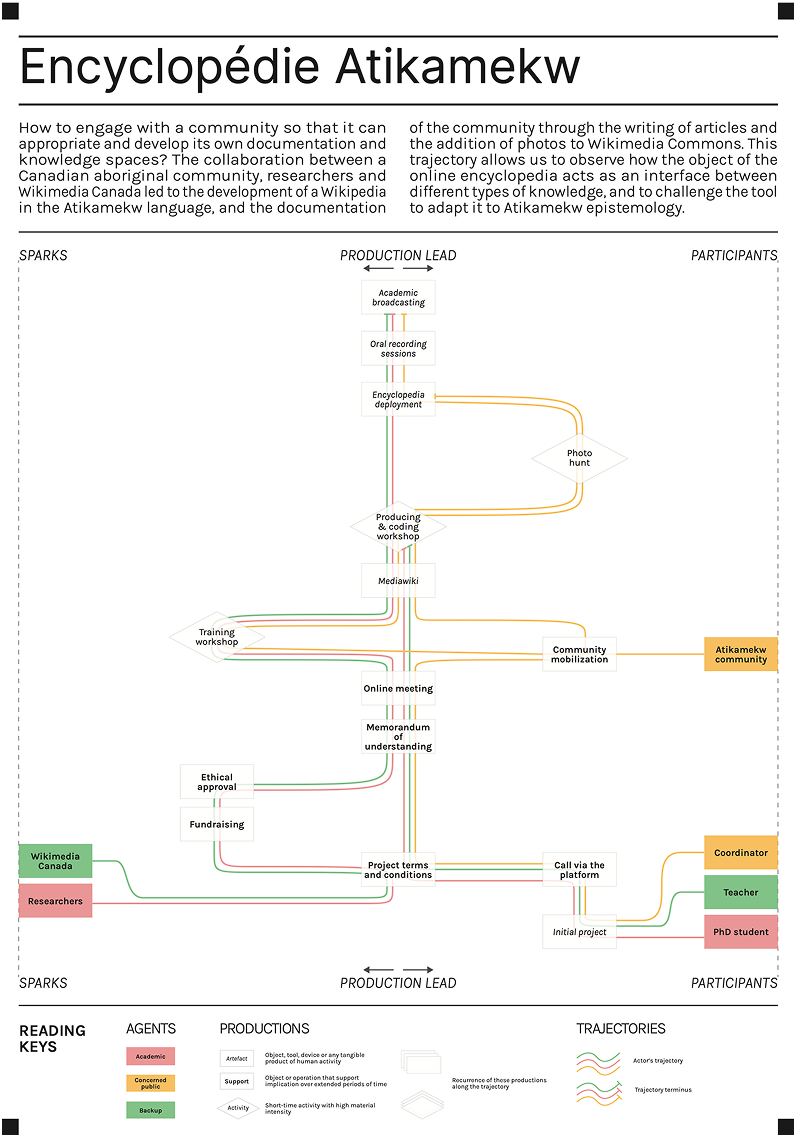 Encyclopédie Atikamekw
How to engage with a community so that it can
appropriate and develop its own documentation and
knowledge spaces? The collaboration between a
Canadian aboriginal community, researchers and
Wikimedia Canada led to the development of a Wikipedia
in the Atikamekw language, and the documentation
of the community through the writing of articles and
the addition of photos to Wikimedia Commons. This
trajectory allows us to observe how the object of the
online encyclopedia acts as an interface between
different types of knowledge, and to challenge the tool
to adapt it to Atikamekw epistemology.
SPARKS
PRODUCTION LEAD
PARTICIPANTS
Academic
broadcasting
Oral recording
sessions
Encyclopedia
deployment
Photo
hunt
Producing
& coding
workshop
Mediawiki
Training
workshop
Community
mobilization
Atikamekw
community
Online meeting
Memorandum
of
understanding
Ethical
approval
Fundraising
Wikimedia
Canada
Researchers
Project terms
and conditions
Call via the
platform
Initial project
Coordinator
Teacher
PhD student
SPARKS
PRODUCTION LEAD
PARTICIPANTS
READING
KEYS
AGENTS
Academic
Concerned
public
Backup
PRODUCTIONS
Artefact
Object, tool, device or any tangible
product of human activity
Support
Object or operation that support
implication over extended periods of time
Activity
Short-time activity with high material
intensity
Recurrence of these productions
along the trajectory
TRAJECTORIES
Actor's trajectory
Trajectory terminus